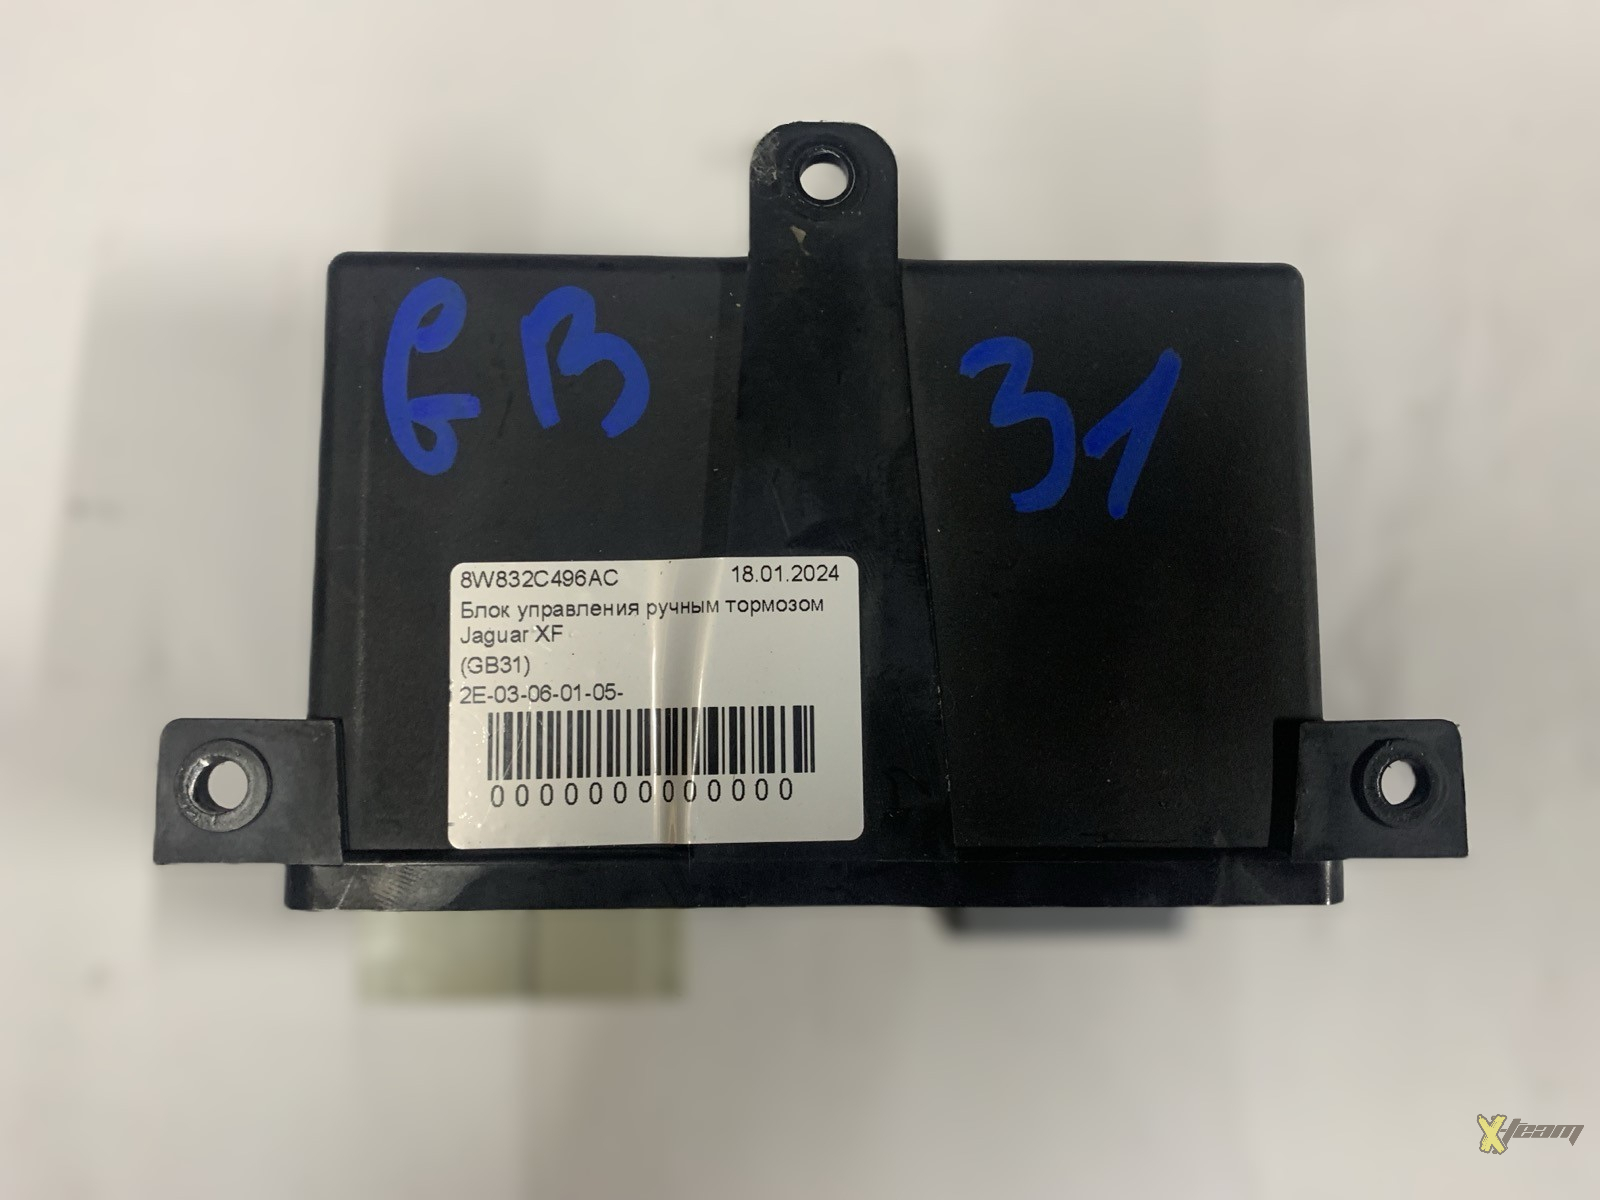 GB 31
8W832C496AC 18.01.2024
Блок управления ручным тормозом
Jaguar XF
(GB31)
2E-03-06-01-05-
0000000000000
X-team